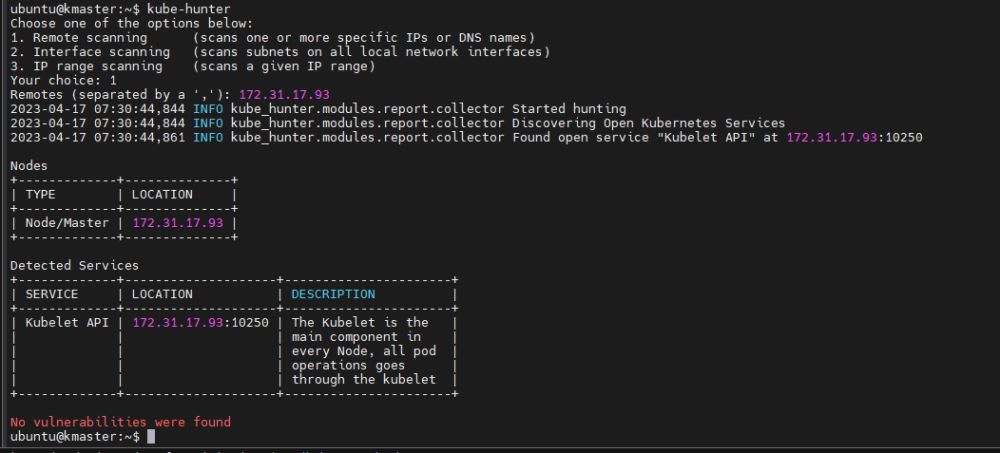 ubuntu@kmaster:~$ kube-hunter
Choose one of the options below:
1. Remote scanning      (scans one or more specific IPs or DNS names)
2. Interface scanning   (scans subnets on all local network interfaces)
3. IP range scanning    (scans a given IP range)
Your choice: 1
Remotes (separated by a ','): 172.31.17.93
2023-04-17 07:30:44,844 INFO kube_hunter.modules.report.collector Started hunting
2023-04-17 07:30:44,844 INFO kube_hunter.modules.report.collector Discovering Open Kubernetes Services
2023-04-17 07:30:44,861 INFO kube_hunter.modules.report.collector Found open service "Kubelet API" at 172.31.17.93:10250
Nodes
+-------------+--------------+
| TYPE        | LOCATION     |
+-------------+--------------+
| Node/Master | 172.31.17.93 |
+-------------+--------------+
Detected Services
+-------------+--------------------+----------------------+
| SERVICE     | LOCATION           | DESCRIPTION          |
+-------------+--------------------+----------------------+
| Kubelet API | 172.31.17.93:10250 | The Kubelet is the   |
|             |                    | main component in    |
|             |                    | every Node, all pod  |
|             |                    | operations goes      |
|             |                    | through the kubelet  |
+-------------+--------------------+----------------------+
No vulnerabilities were found
ubuntu@kmaster:~$